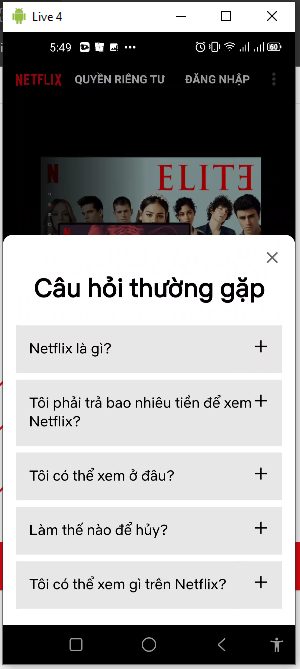 Live 4
5:49
60
NETFLIX QUYỀN RIÊNG TƯ ĐĂNG NHẬP
N ELITE
Câu hỏi thường gặp
Netflix là gì?
Tôi phải trả bao nhiêu tiền để xem
Netflix?
Tôi có thể xem ở đâu?
Làm thế nào để hủy?
Tôi có thể xem gì trên Netflix?